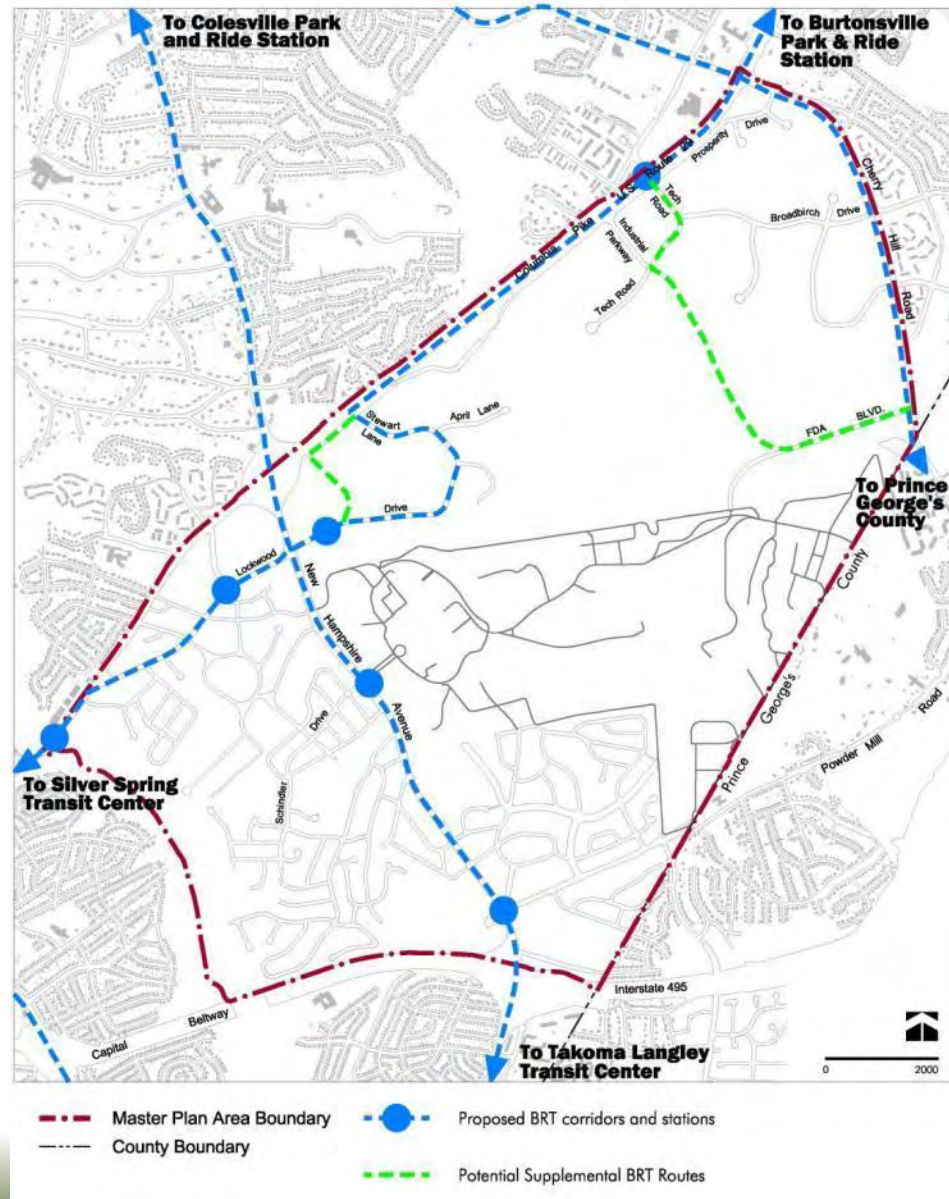 To Colesville Park
and Ride Station
To Burtonsville
Park & Ride
Station
Prosperity Drive
U.S. Route 29
Columbia Pike
Tech
Road
Industrial
Parkway
Broadbirch Drive
Cherry
Hill
Road
Tech Road
Stewart
Lane
April Lane
FDA BLVD.
To Prince
George's
County
Lockwood Drive
New
Hampshire
Avenue
Prince George's County
Powder Mill Road
Schindler Drive
To Silver Spring
Transit Center
Interstate 495
Capital Beltway
To Takoma Langley
Transit Center
0 2000
Master Plan Area Boundary
Proposed BRT corridors and stations
County Boundary
Potential Supplemental BRT Routes